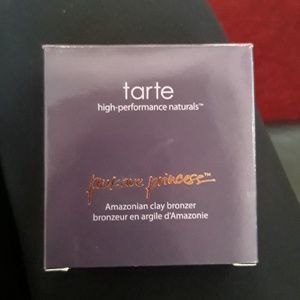 tarte
high-performance naturals™
park ave princess™
Amazonian clay bronzer
bronzeur en argile d'Amazonie